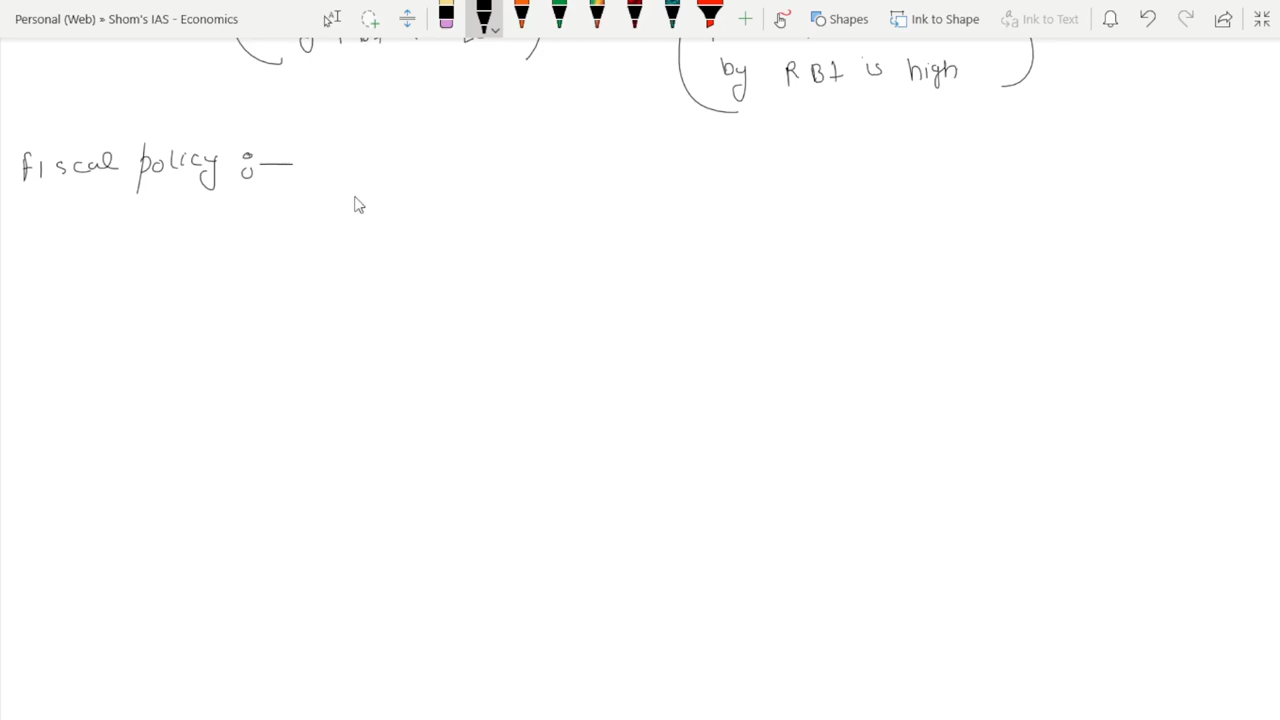 Personal (Web) » Shom's IAS - Economics
Shapes
Ink to Shape
Ink to Text
by RBI is high
fiscal policy :—